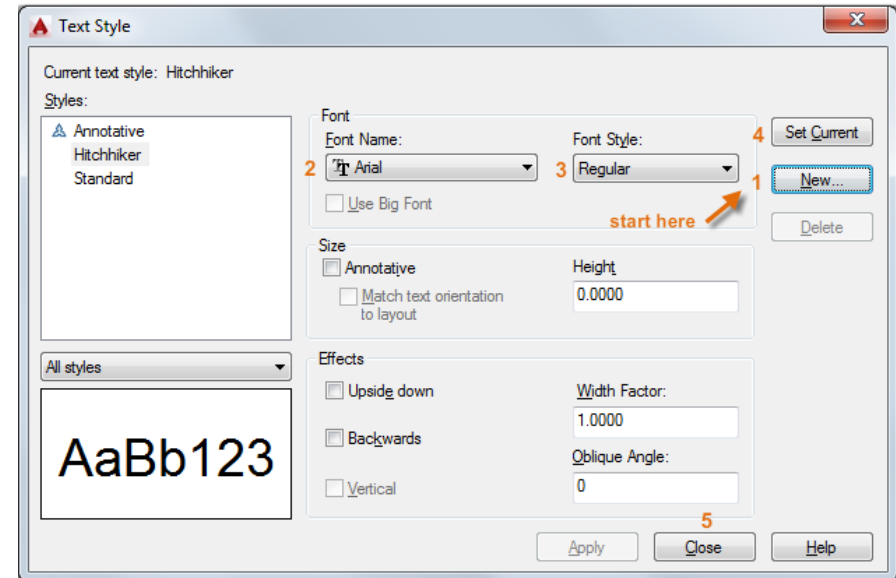 Text Style
Current text style: Hitchhiker
Styles:
Annotative
Hitchhiker
Standard
All styles
AaBb123
Font
Font Name:
2 Arial
Use Big Font
Font Style:
3 Regular
start here
4 Set Current
1 New...
Delete
Size
Annotative
Match text orientation
to layout
Height
0.0000
Effects
Upside down
Backwards
Vertical
Width Factor:
1.0000
Oblique Angle:
0
Apply
5
Close
Help